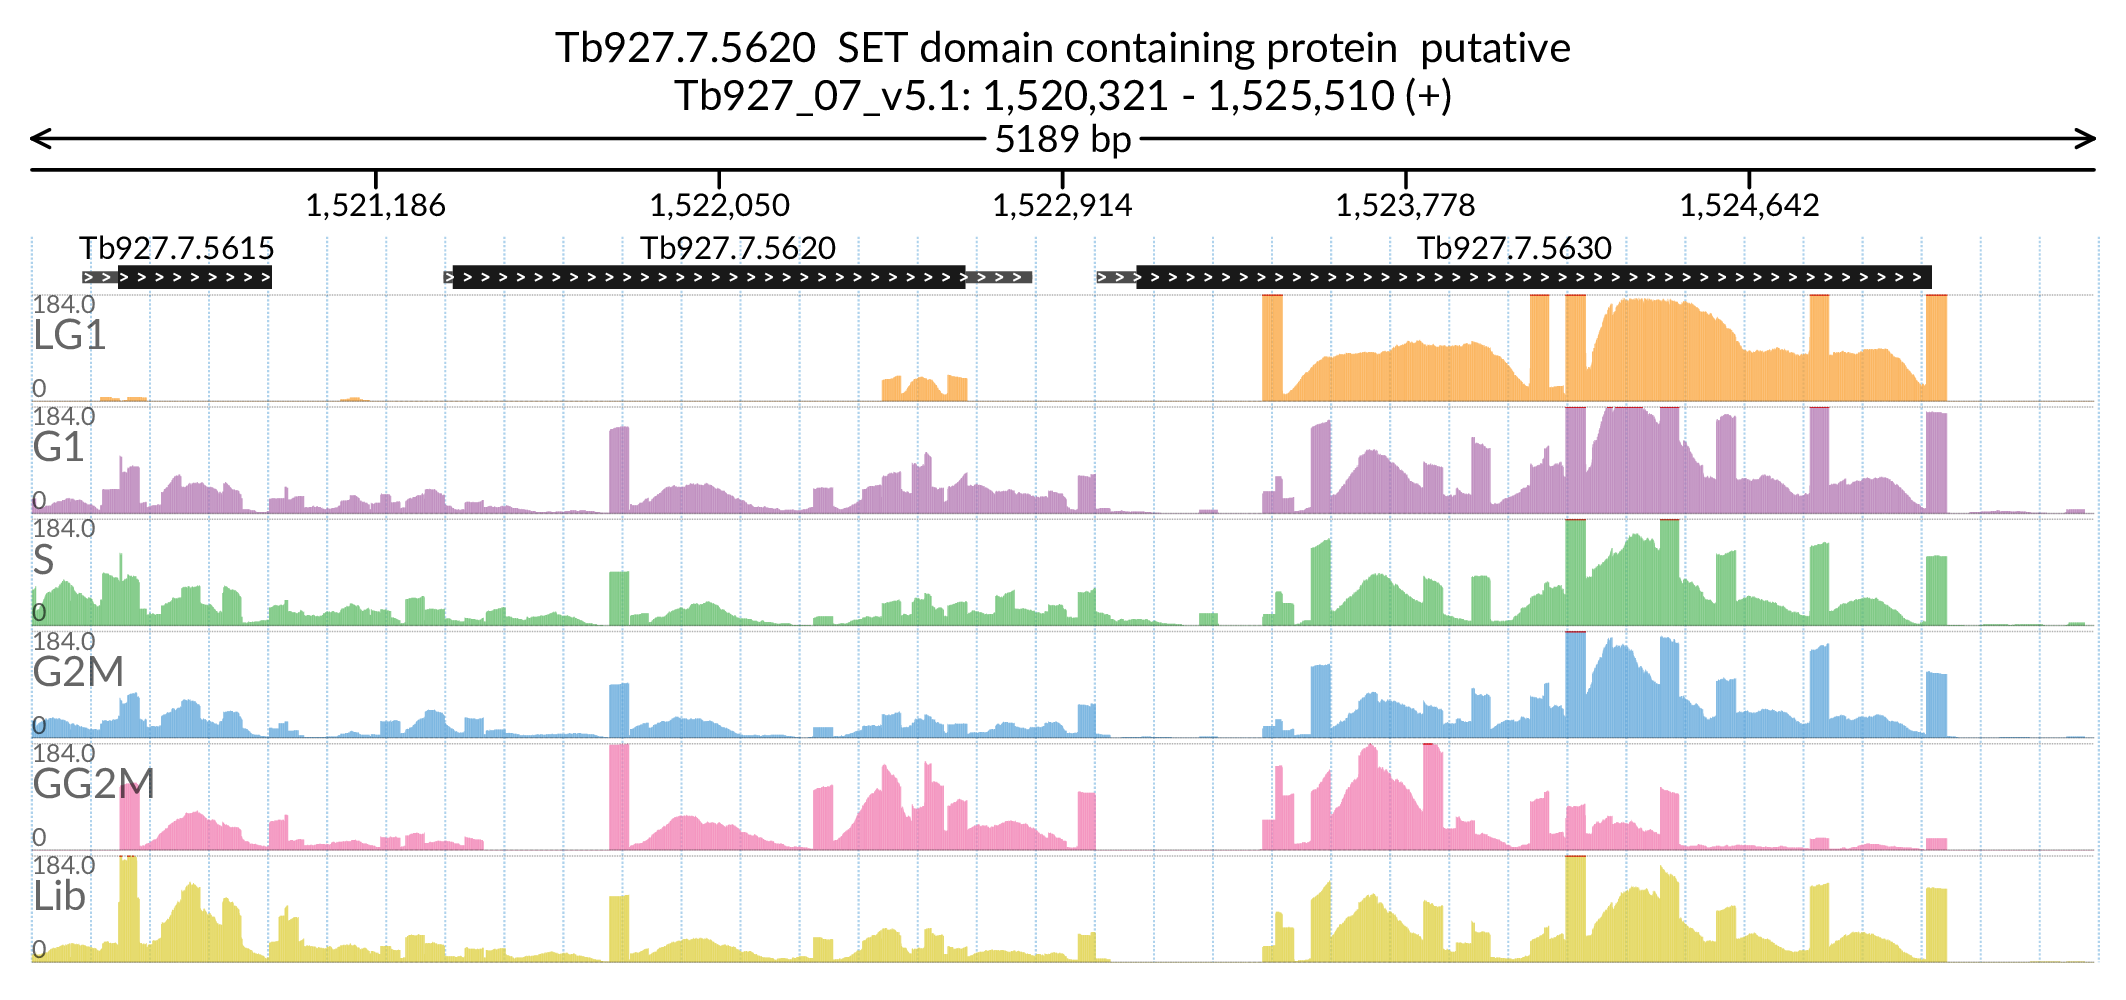 Tb927.7.5620  SET domain containing protein  putative
Tb927_07_v5.1: 1,520,321 - 1,525,510 (+)
5189 bp
1,521,186 1,522,050 1,522,914 1,523,778 1,524,642
Tb927.7.5615 Tb927.7.5620 Tb927.7.5630
184.0
LG1
0
184.0
G1
0
184.0
S
0
184.0
G2M
0
184.0
GG2M
0
184.0
Lib
0